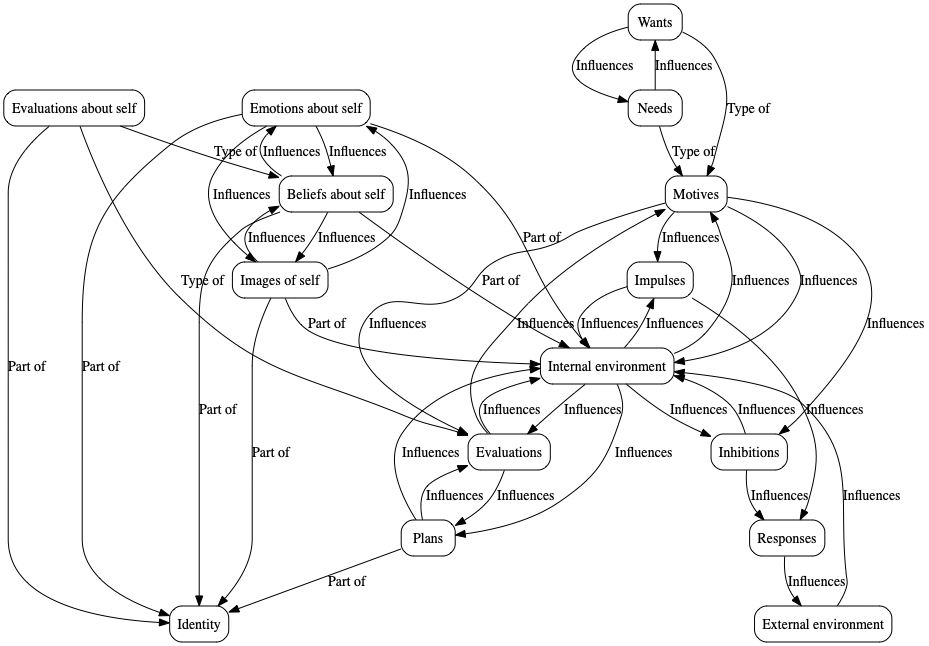 Wants
Influences
Influences
Evaluations about self
Emotions about self
Needs
Type of
Type of
Influences
Influences
Type of
Beliefs about self
Influences
Influences
Motives
Influences
Influences
Part of
Influences
Type of
Images of self
Part of
Impulses
Influences
Influences
Part of
Influences
Influences
Influences
Influences
Influences
Part of
Part of
Internal environment
Part of
Influences
Influences
Influences
Influences
Influences
Part of
Influences
Influences
Evaluations
Inhibitions
Influences
Influences
Influences
Influences
Plans
Responses
Part of
Influences
Identity
External environment